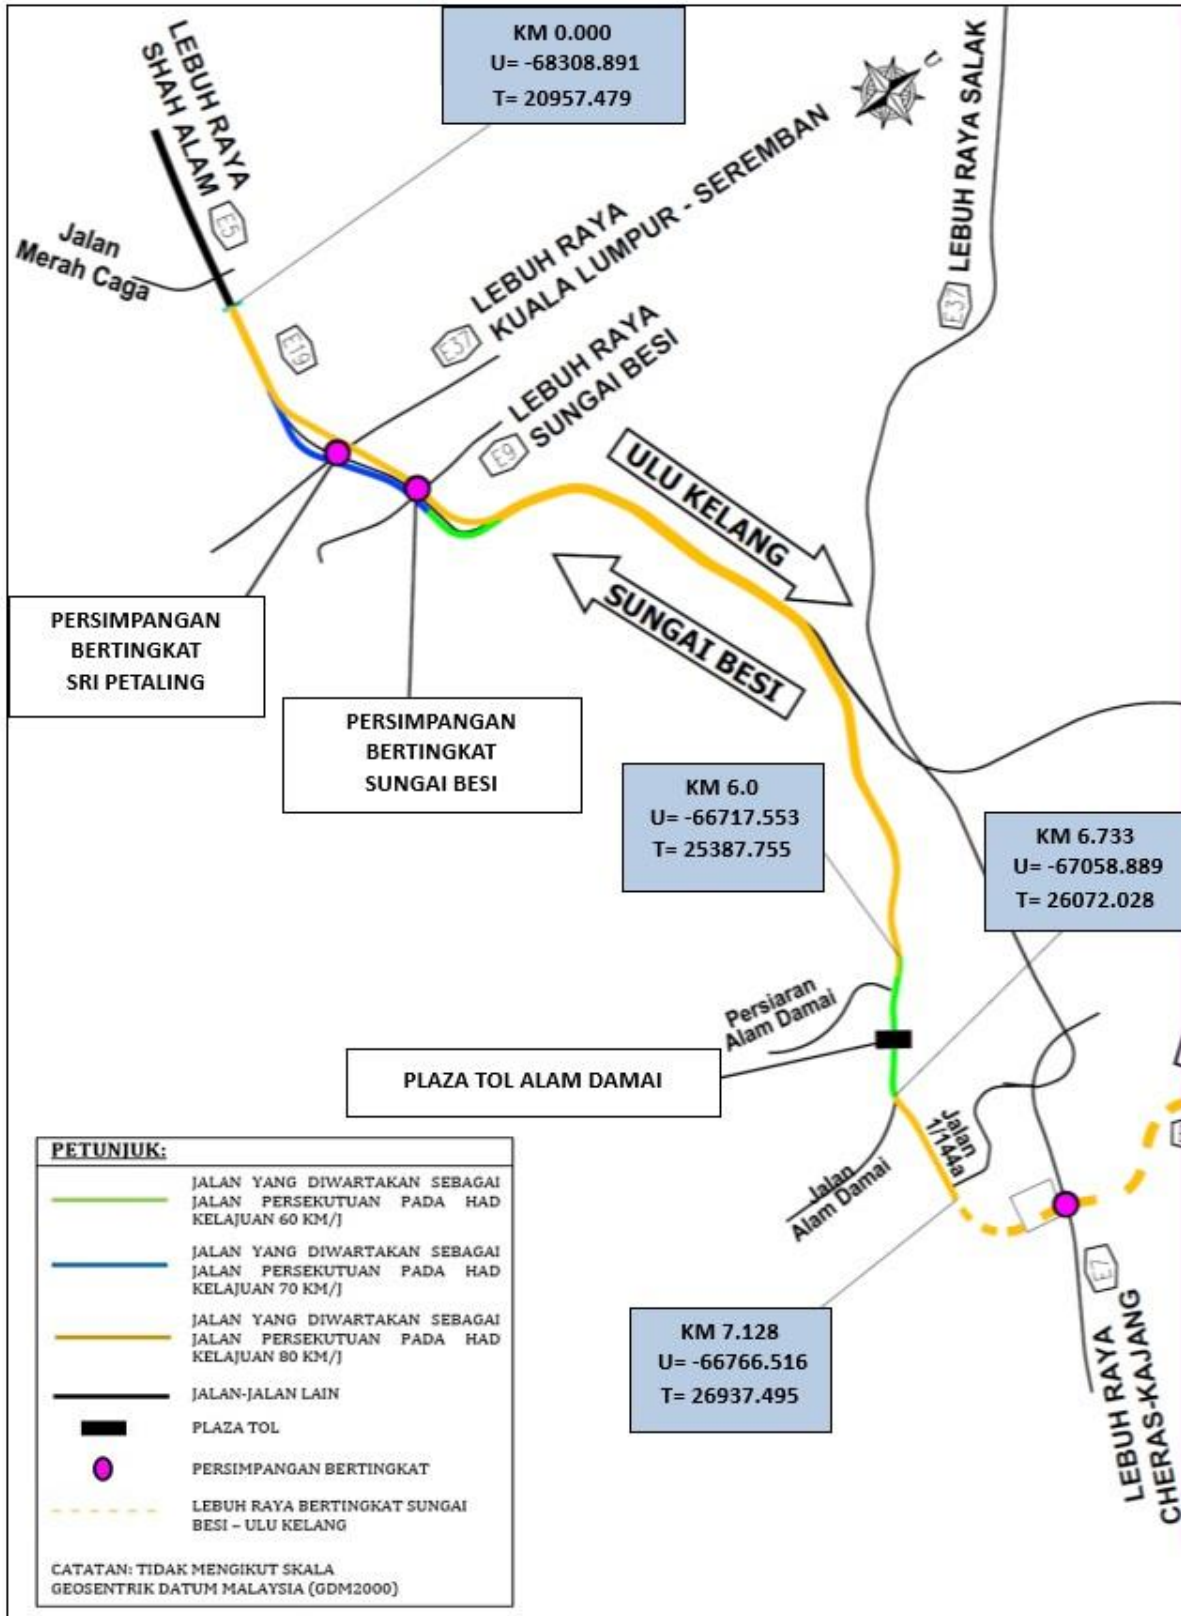 KM 0.000
U= -68308.891
T= 20957.479
LEBUH RAYA
SHAH ALAM
E5
Jalan
Merah Caga
E19
LEBUH RAYA
KUALA LUMPUR - SEREMBAN
E37
LEBUH RAYA
SUNGAI BESI
E9
U
LEBUH RAYA SALAK
E37
ULU KELANG
SUNGAI BESI
PERSIMPANGAN
BERTINGKAT
SRI PETALING
PERSIMPANGAN
BERTINGKAT
SUNGAI BESI
KM 6.0
U= -66717.553
T= 25387.755
KM 6.733
U= -67058.889
T= 26072.028
Persiaran
Alam Damai
PLAZA TOL ALAM DAMAI
Jalan
1/144a
Jalan
Alam Damai
KM 7.128
U= -66766.516
T= 26937.495
E7
LEBUH RAYA
CHERAS-KAJANG
PETUNJUK:
JALAN YANG DIWARTAKAN SEBAGAI
JALAN PERSEKUTUAN PADA HAD
KELAJUAN 60 KM/J
JALAN YANG DIWARTAKAN SEBAGAI
JALAN PERSEKUTUAN PADA HAD
KELAJUAN 70 KM/J
JALAN YANG DIWARTAKAN SEBAGAI
JALAN PERSEKUTUAN PADA HAD
KELAJUAN 80 KM/J
JALAN-JALAN LAIN
PLAZA TOL
PERSIMPANGAN BERTINGKAT
LEBUH RAYA BERTINGKAT SUNGAI
BESI – ULU KELANG
CATATAN: TIDAK MENGIKUT SKALA
GEOSENTRIK DATUM MALAYSIA (GDM2000)